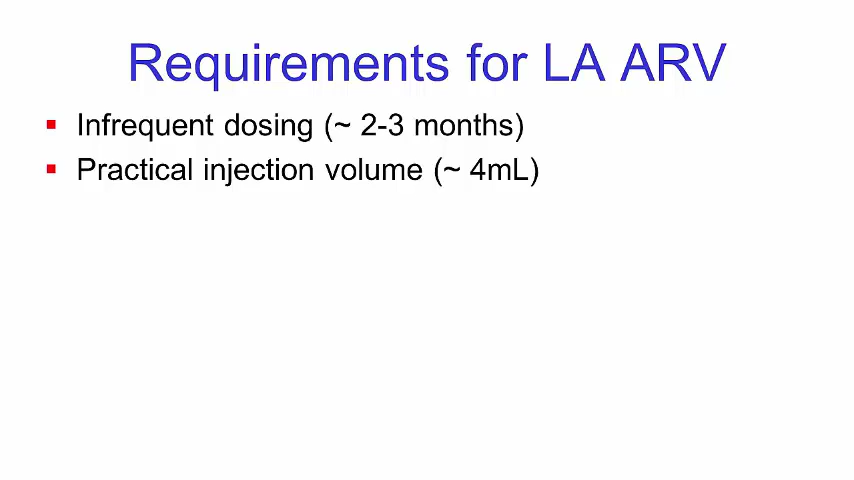 Requirements for LA ARV
▪ Infrequent dosing (~ 2-3 months)
▪ Practical injection volume (~ 4mL)